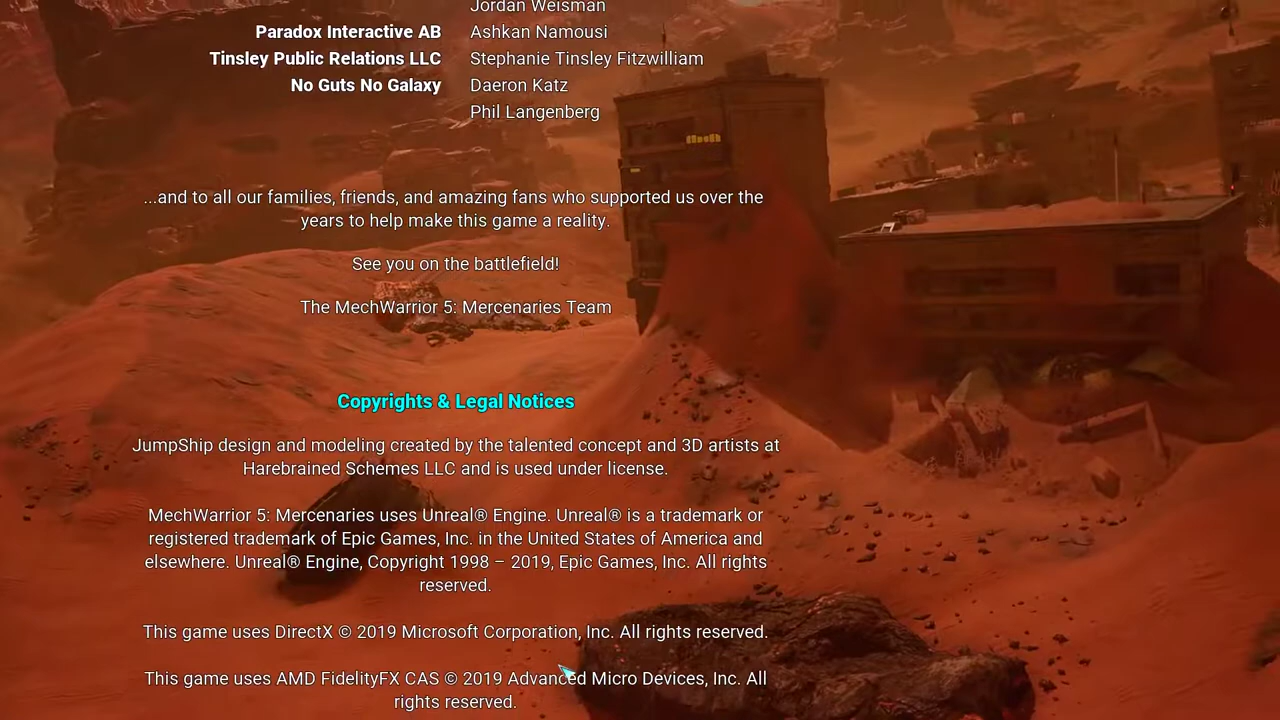 Jordan Weisman
Paradox Interactive AB Ashkan Namousi
Tinsley Public Relations LLC Stephanie Tinsley Fitzwilliam
No Guts No Galaxy Daeron Katz
Phil Langenberg
...and to all our families, friends, and amazing fans who supported us over the
years to help make this game a reality.
See you on the battlefield!
The MechWarrior 5: Mercenaries Team
Copyrights & Legal Notices
JumpShip design and modeling created by the talented concept and 3D artists at
Harebrained Schemes LLC and is used under license.
MechWarrior 5: Mercenaries uses Unreal® Engine. Unreal® is a trademark or
registered trademark of Epic Games, Inc. in the United States of America and
elsewhere. Unreal® Engine, Copyright 1998 – 2019, Epic Games, Inc. All rights
reserved.
This game uses DirectX © 2019 Microsoft Corporation, Inc. All rights reserved.
This game uses AMD FidelityFX CAS © 2019 Advanced Micro Devices, Inc. All
rights reserved.